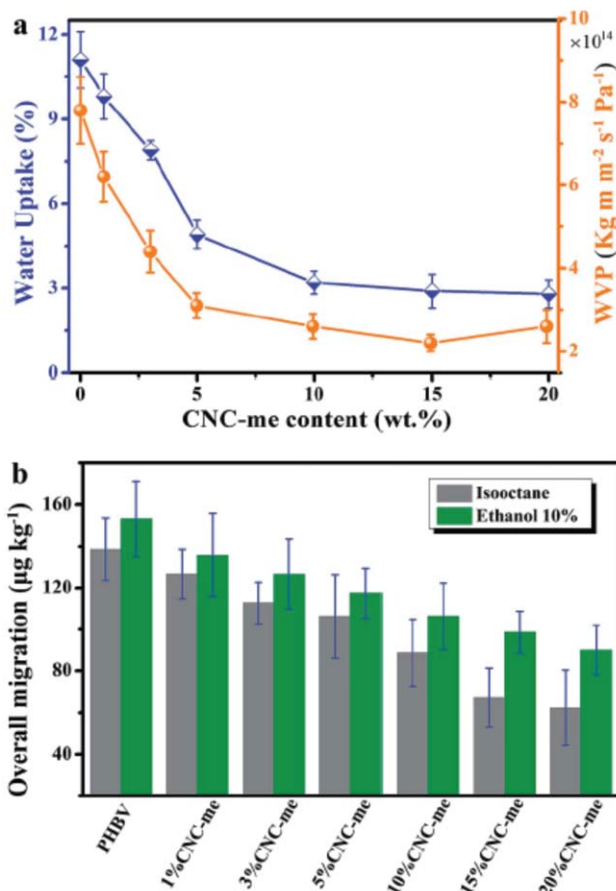 a
12
9
6
3
0
Water Uptake (%)
10
×10¹⁴
8
6
4
2
WVP (Kg m m⁻² s⁻¹ Pa⁻¹)
0 5 10 15 20
CNC-me content (wt.%)
b
Isooctane
Ethanol 10%
160
120
80
40
Overall migration (µg kg⁻¹)
PHBV
1%CNC-me
3%CNC-me
5%CNC-me
10%CNC-me
15%CNC-me
20%CNC-me